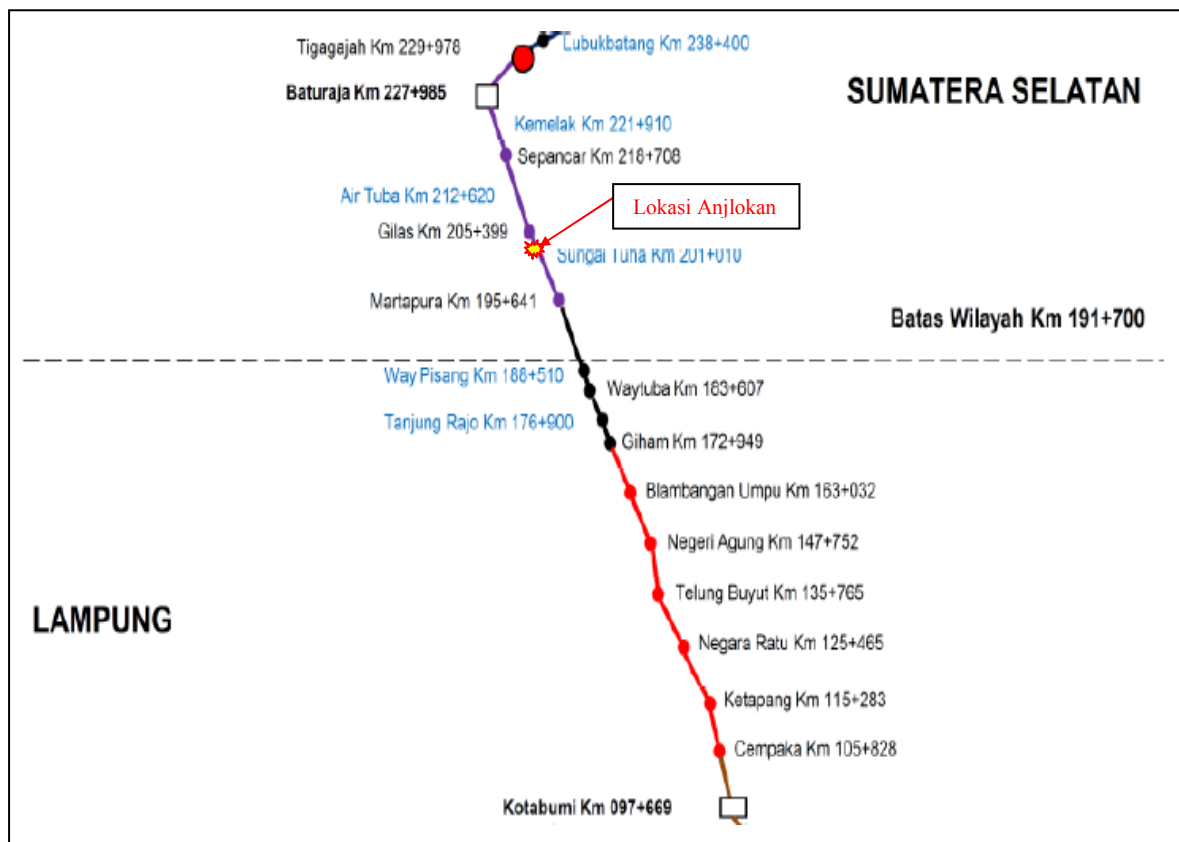 Tigagajah Km 229+978
Lubukbatang Km 238+400
Baturaja Km 227+985
SUMATERA SELATAN
Kemelak Km 221+910
Sepancar Km 218+708
Air Tuba Km 212+620
Lokasi Anjlokan
Gilas Km 205+399
Sungai Tuha Km 201+010
Martapura Km 195+641
Batas Wilayah Km 191+700
Way Pisang Km 188+510
Waytuba Km 183+607
Tanjung Rajo Km 176+900
Giham Km 172+949
Blambangan Umpu Km 163+032
Negeri Agung Km 147+752
Telung Buyut Km 135+765
LAMPUNG
Negara Ratu Km 125+465
Ketapang Km 115+283
Cempaka Km 105+828
Kotabumi Km 097+669